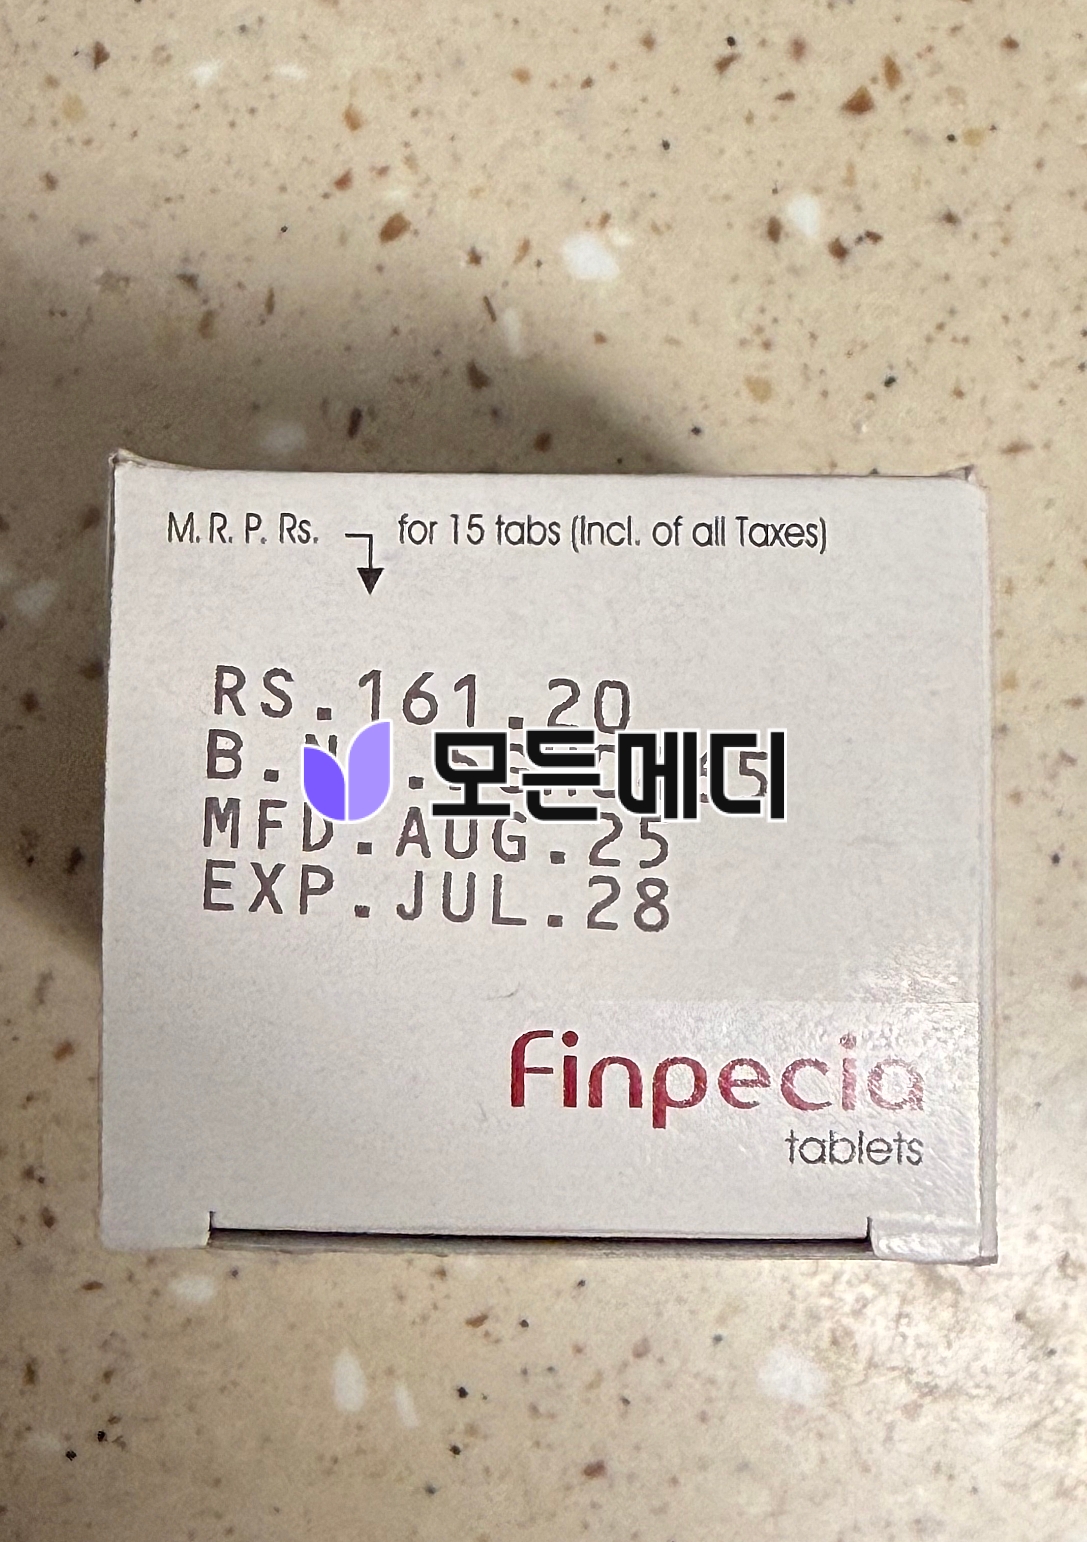 M. R. P. Rs. for 15 tabs (Incl. of all Taxes)
RS.161.20
모든메디
MFD.AUG.25
EXP.JUL.28
Finpecia
tablets